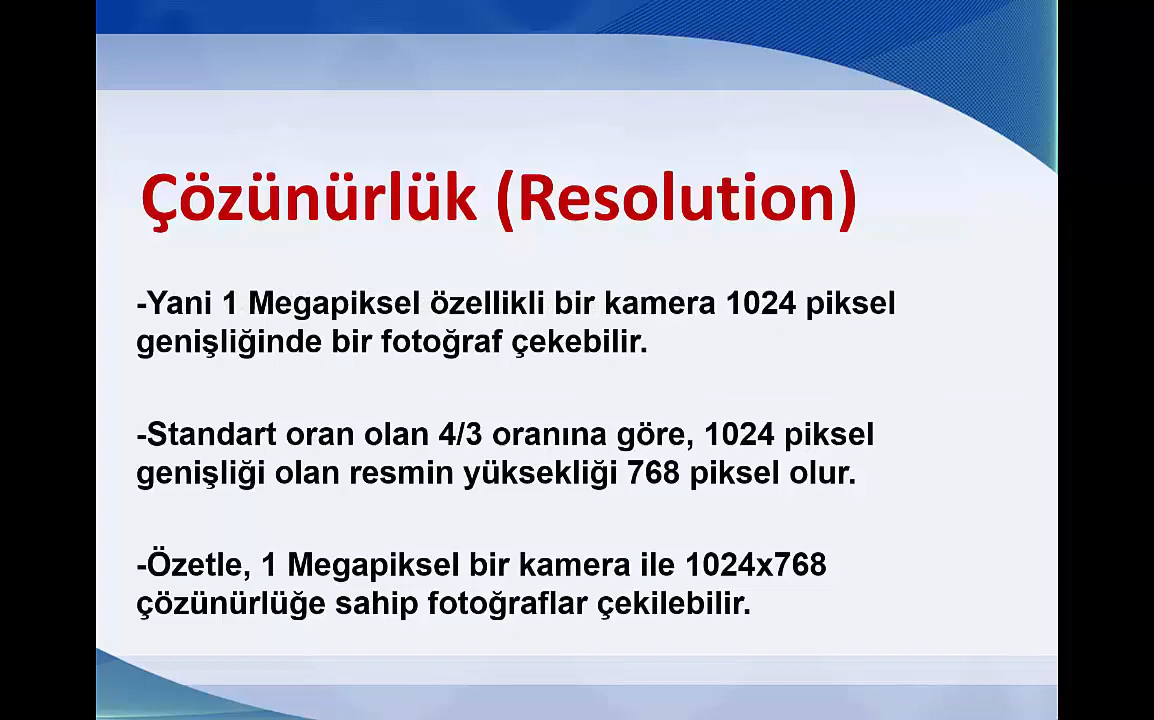 Çözünürlük (Resolution)
-Yani 1 Megapiksel özellikli bir kamera 1024 piksel
genişliğinde bir fotoğraf çekebilir.
-Standart oran olan 4/3 oranına göre, 1024 piksel
genişliği olan resmin yüksekliği 768 piksel olur.
-Özetle, 1 Megapiksel bir kamera ile 1024x768
çözünürlüğe sahip fotoğraflar çekilebilir.